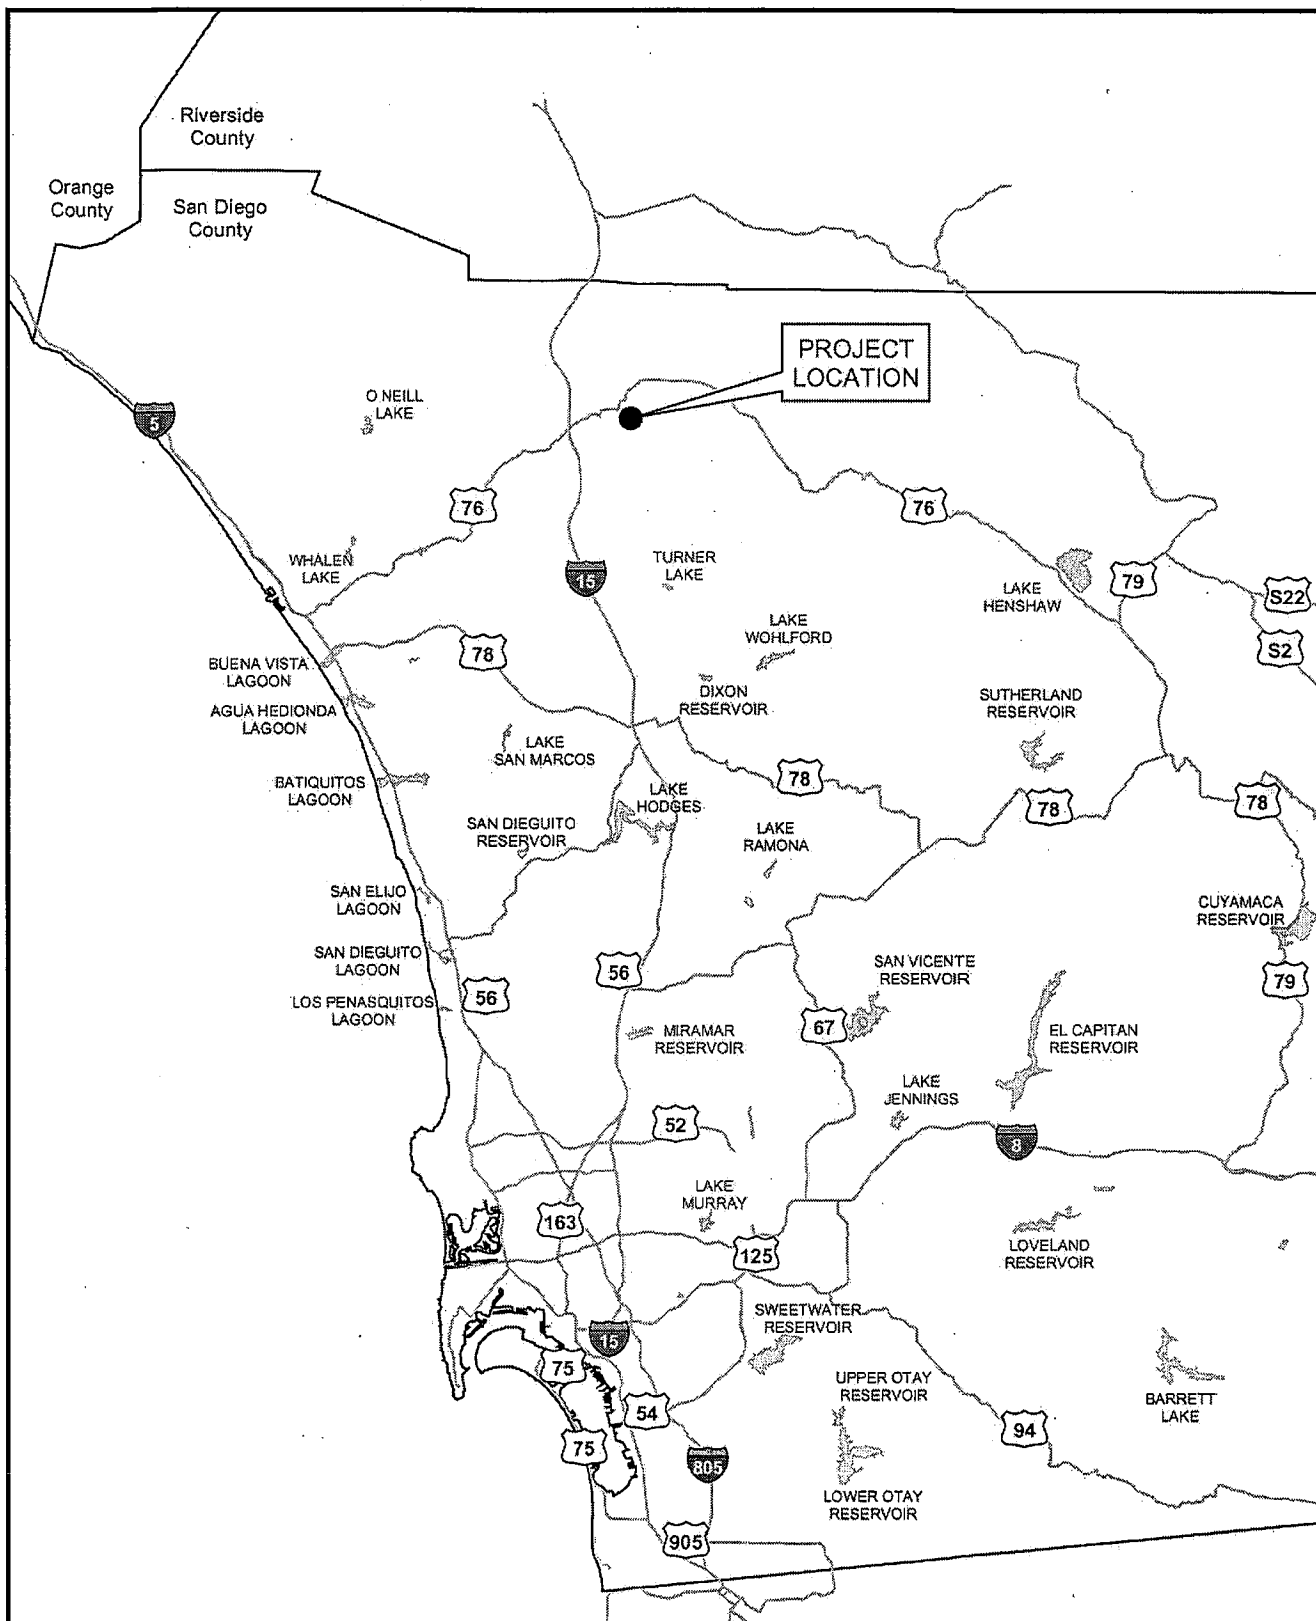 Riverside
County
Orange
County
San Diego
County
PROJECT
LOCATION
O NEILL
LAKE
5
76
76
WHALEN
LAKE
15
TURNER
LAKE
LAKE
HENSHAW
79
S22
S2
LAKE
WOHLFORD
78
BUENA VISTA
LAGOON
DIXON
RESERVOIR
SUTHERLAND
RESERVOIR
AGUA HEDIONDA
LAGOON
LAKE
SAN MARCOS
BATIQUITOS
LAGOON
78
LAKE
HODGES
78
78
SAN DIEGUITO
RESERVOIR
LAKE
RAMONA
SAN ELIJO
LAGOON
CUYAMACA
RESERVOIR
SAN DIEGUITO
LAGOON
56
56
SAN VICENTE
RESERVOIR
79
LOS PENASQUITOS
LAGOON
67
MIRAMAR
RESERVOIR
EL CAPITAN
RESERVOIR
LAKE
JENNINGS
52
8
LAKE
MURRAY
163
125
LOVELAND
RESERVOIR
SWEETWATER
RESERVOIR
15
75
UPPER OTAY
RESERVOIR
54
BARRETT
LAKE
94
75
805
LOWER OTAY
RESERVOIR
905